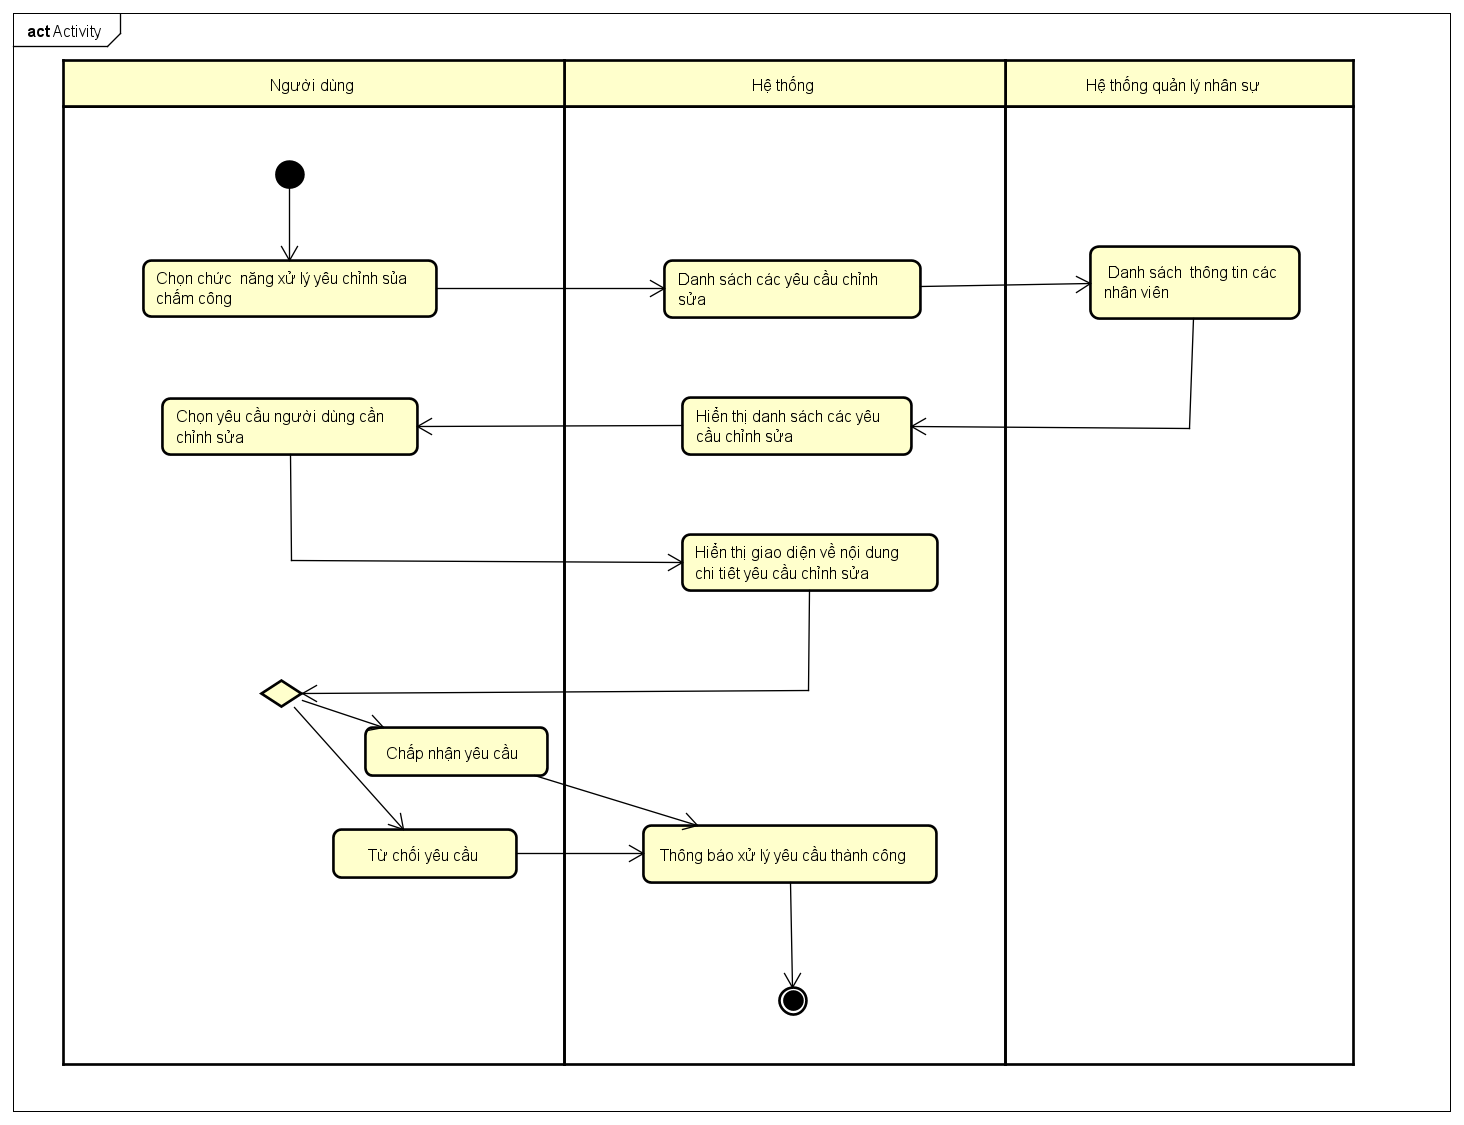 act Activity
Người dùng
Hệ thống
Hệ thống quản lý nhân sự
Chọn chức năng xử lý yêu chỉnh sửa
chấm công
Danh sách các yêu cầu chỉnh
sửa
Danh sách thông tin các
nhân viên
Chọn yêu cầu người dùng cần
chỉnh sửa
Hiển thị danh sách các yêu
cầu chỉnh sửa
Hiển thị giao diện về nội dung
chi tiêt yêu cầu chỉnh sửa
Chấp nhận yêu cầu
Từ chối yêu cầu
Thông báo xử lý yêu cầu thành công